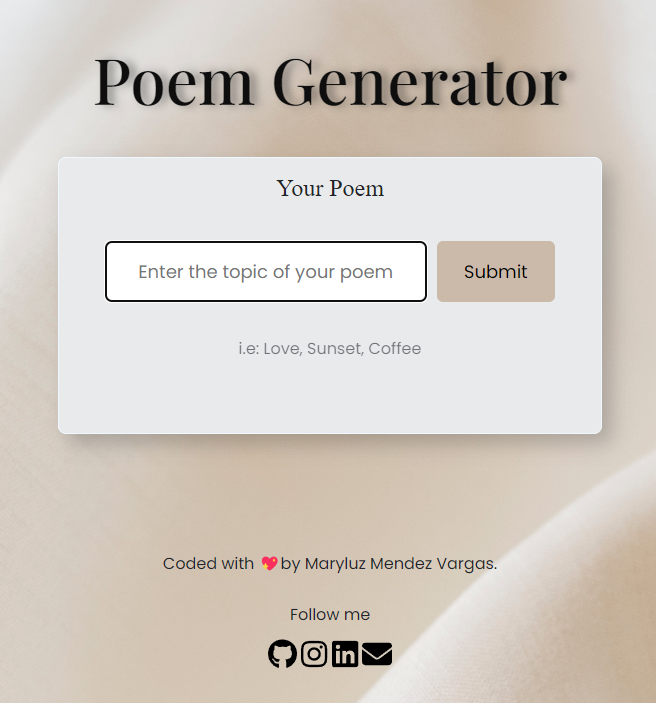 Poem Generator
Your Poem
Enter the topic of your poem
Submit
i.e: Love, Sunset, Coffee
Coded with 💖by Maryluz Mendez Vargas.
Follow me